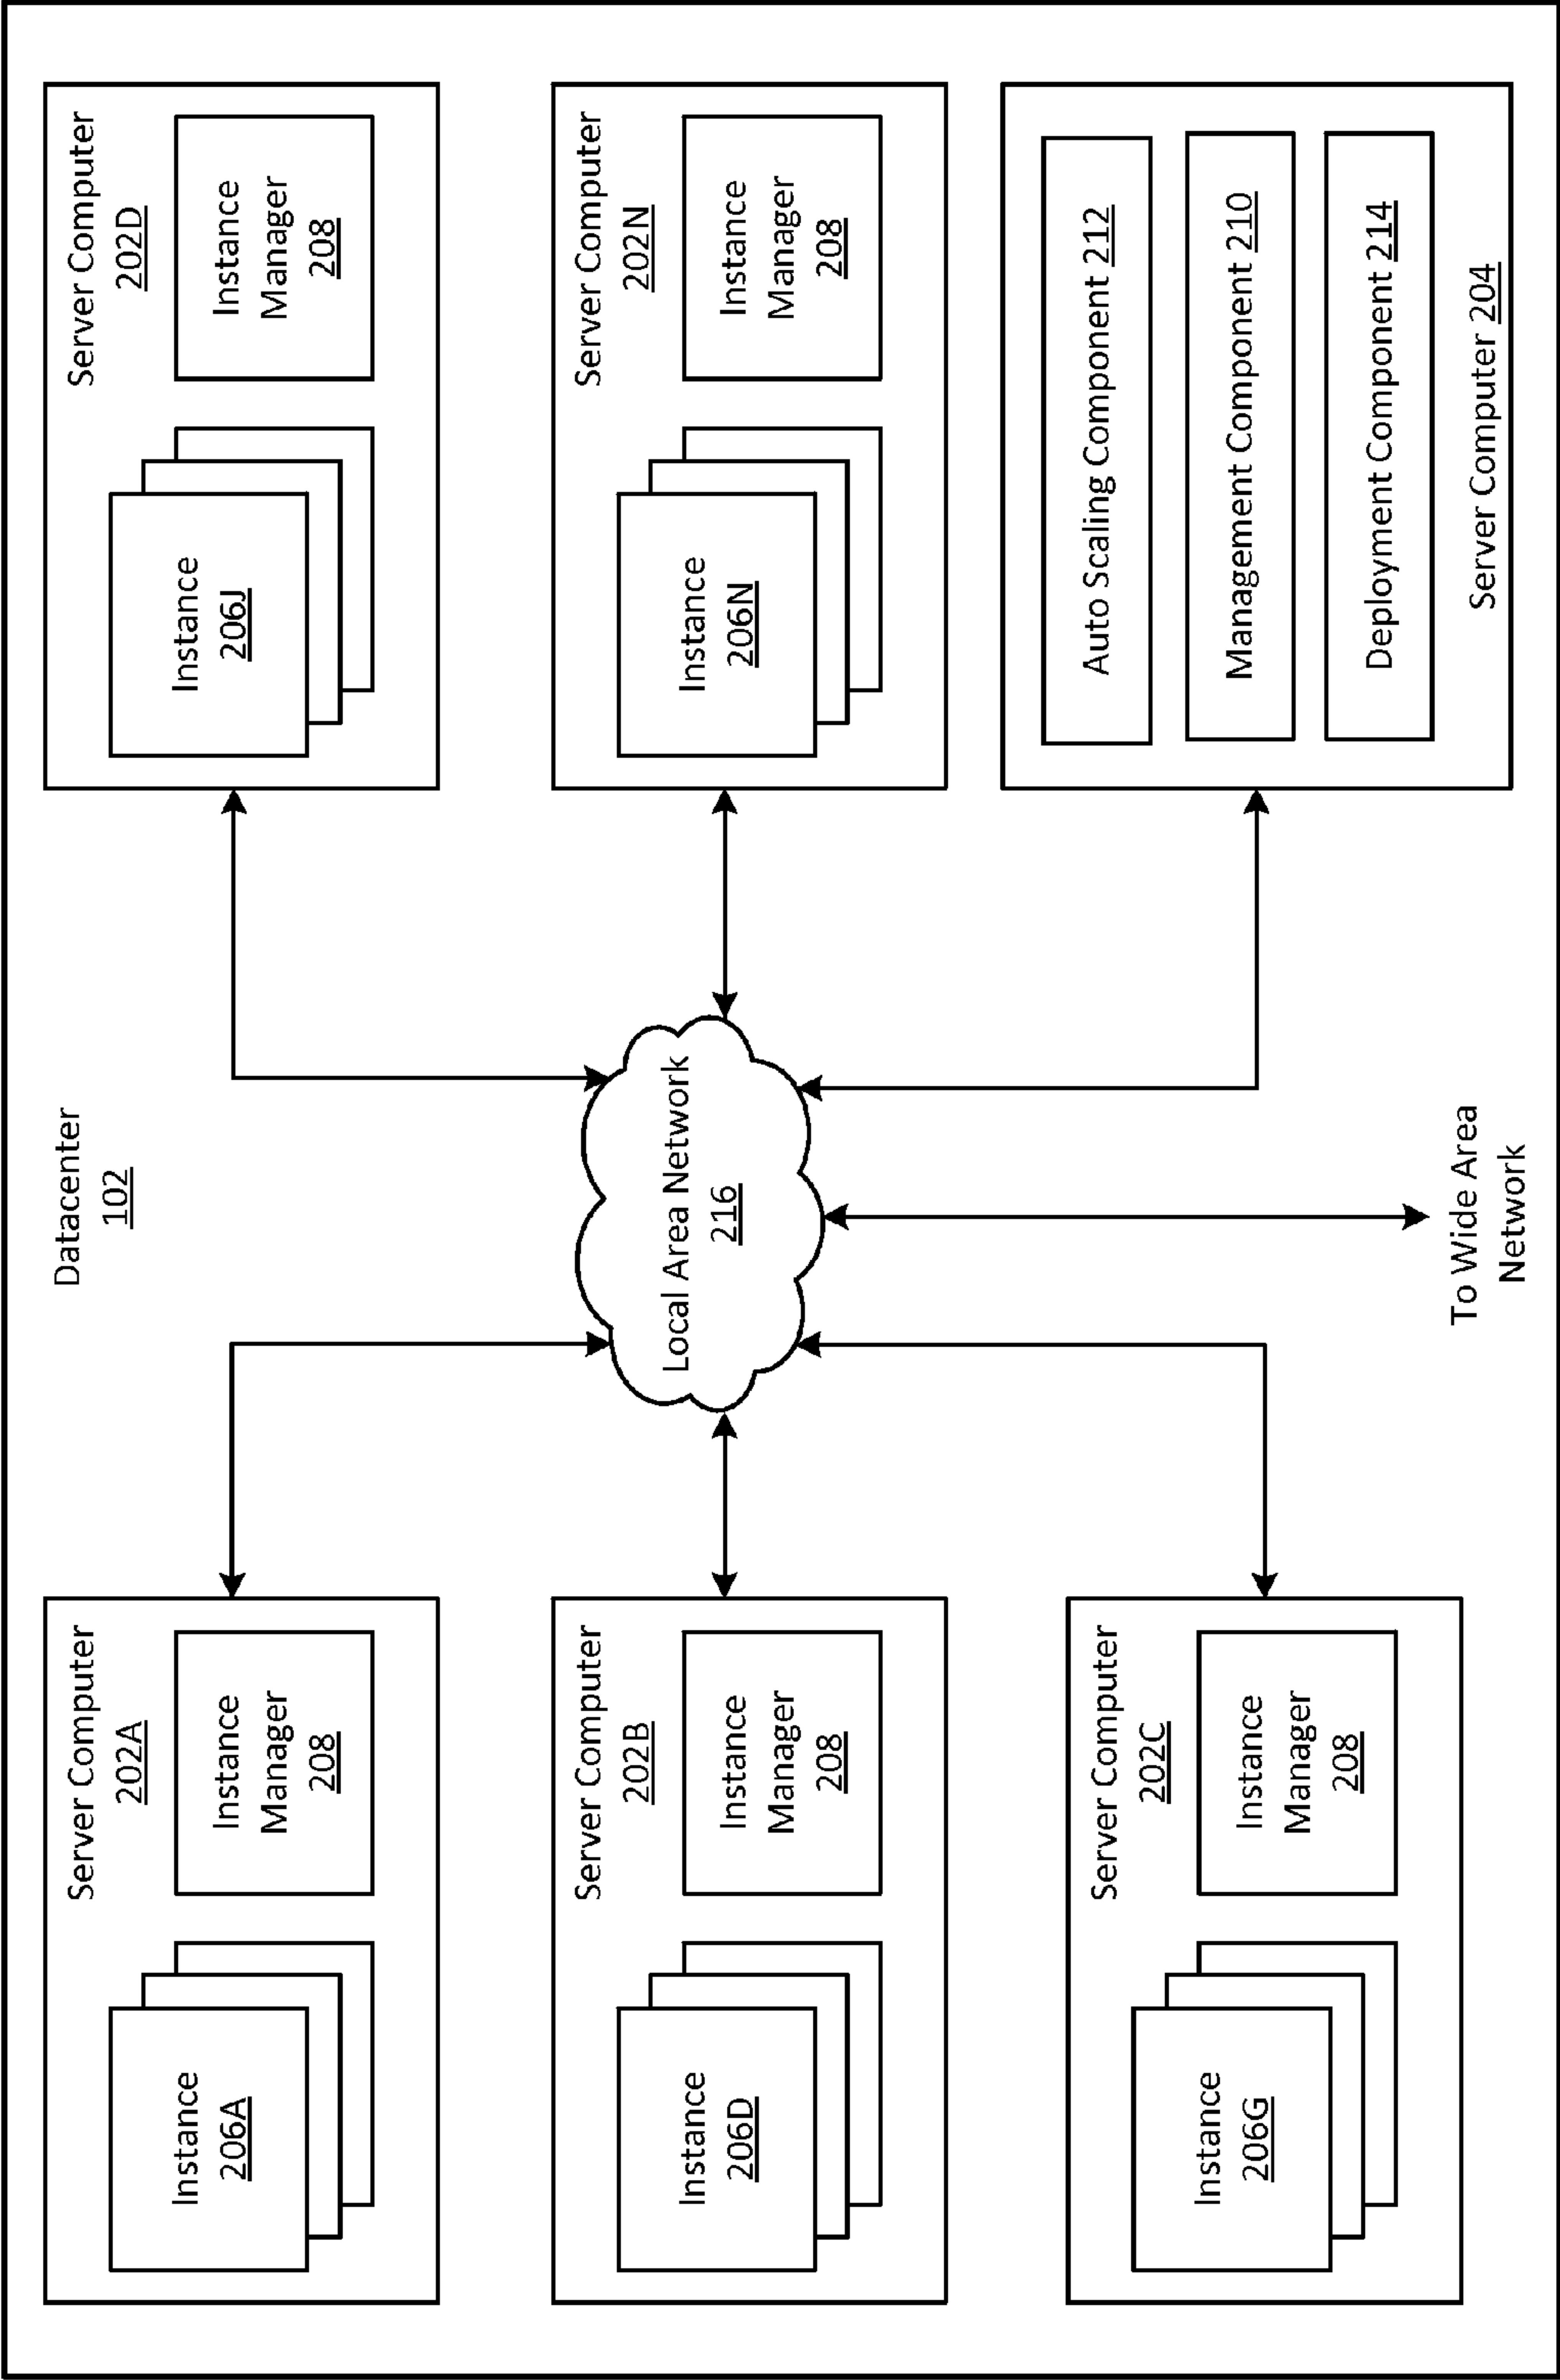 Datacenter
102
Server Computer
202A
Instance
206A
Instance
Manager
208
Server Computer
202D
Instance
206J
Instance
Manager
208
Server Computer
202B
Instance
206D
Instance
Manager
208
Local Area Network
216
Server Computer
202N
Instance
206N
Instance
Manager
208
Server Computer
202C
Instance
206G
Instance
Manager
208
Auto Scaling Component 212
Management Component 210
Deployment Component 214
Server Computer 204
To Wide Area
Network